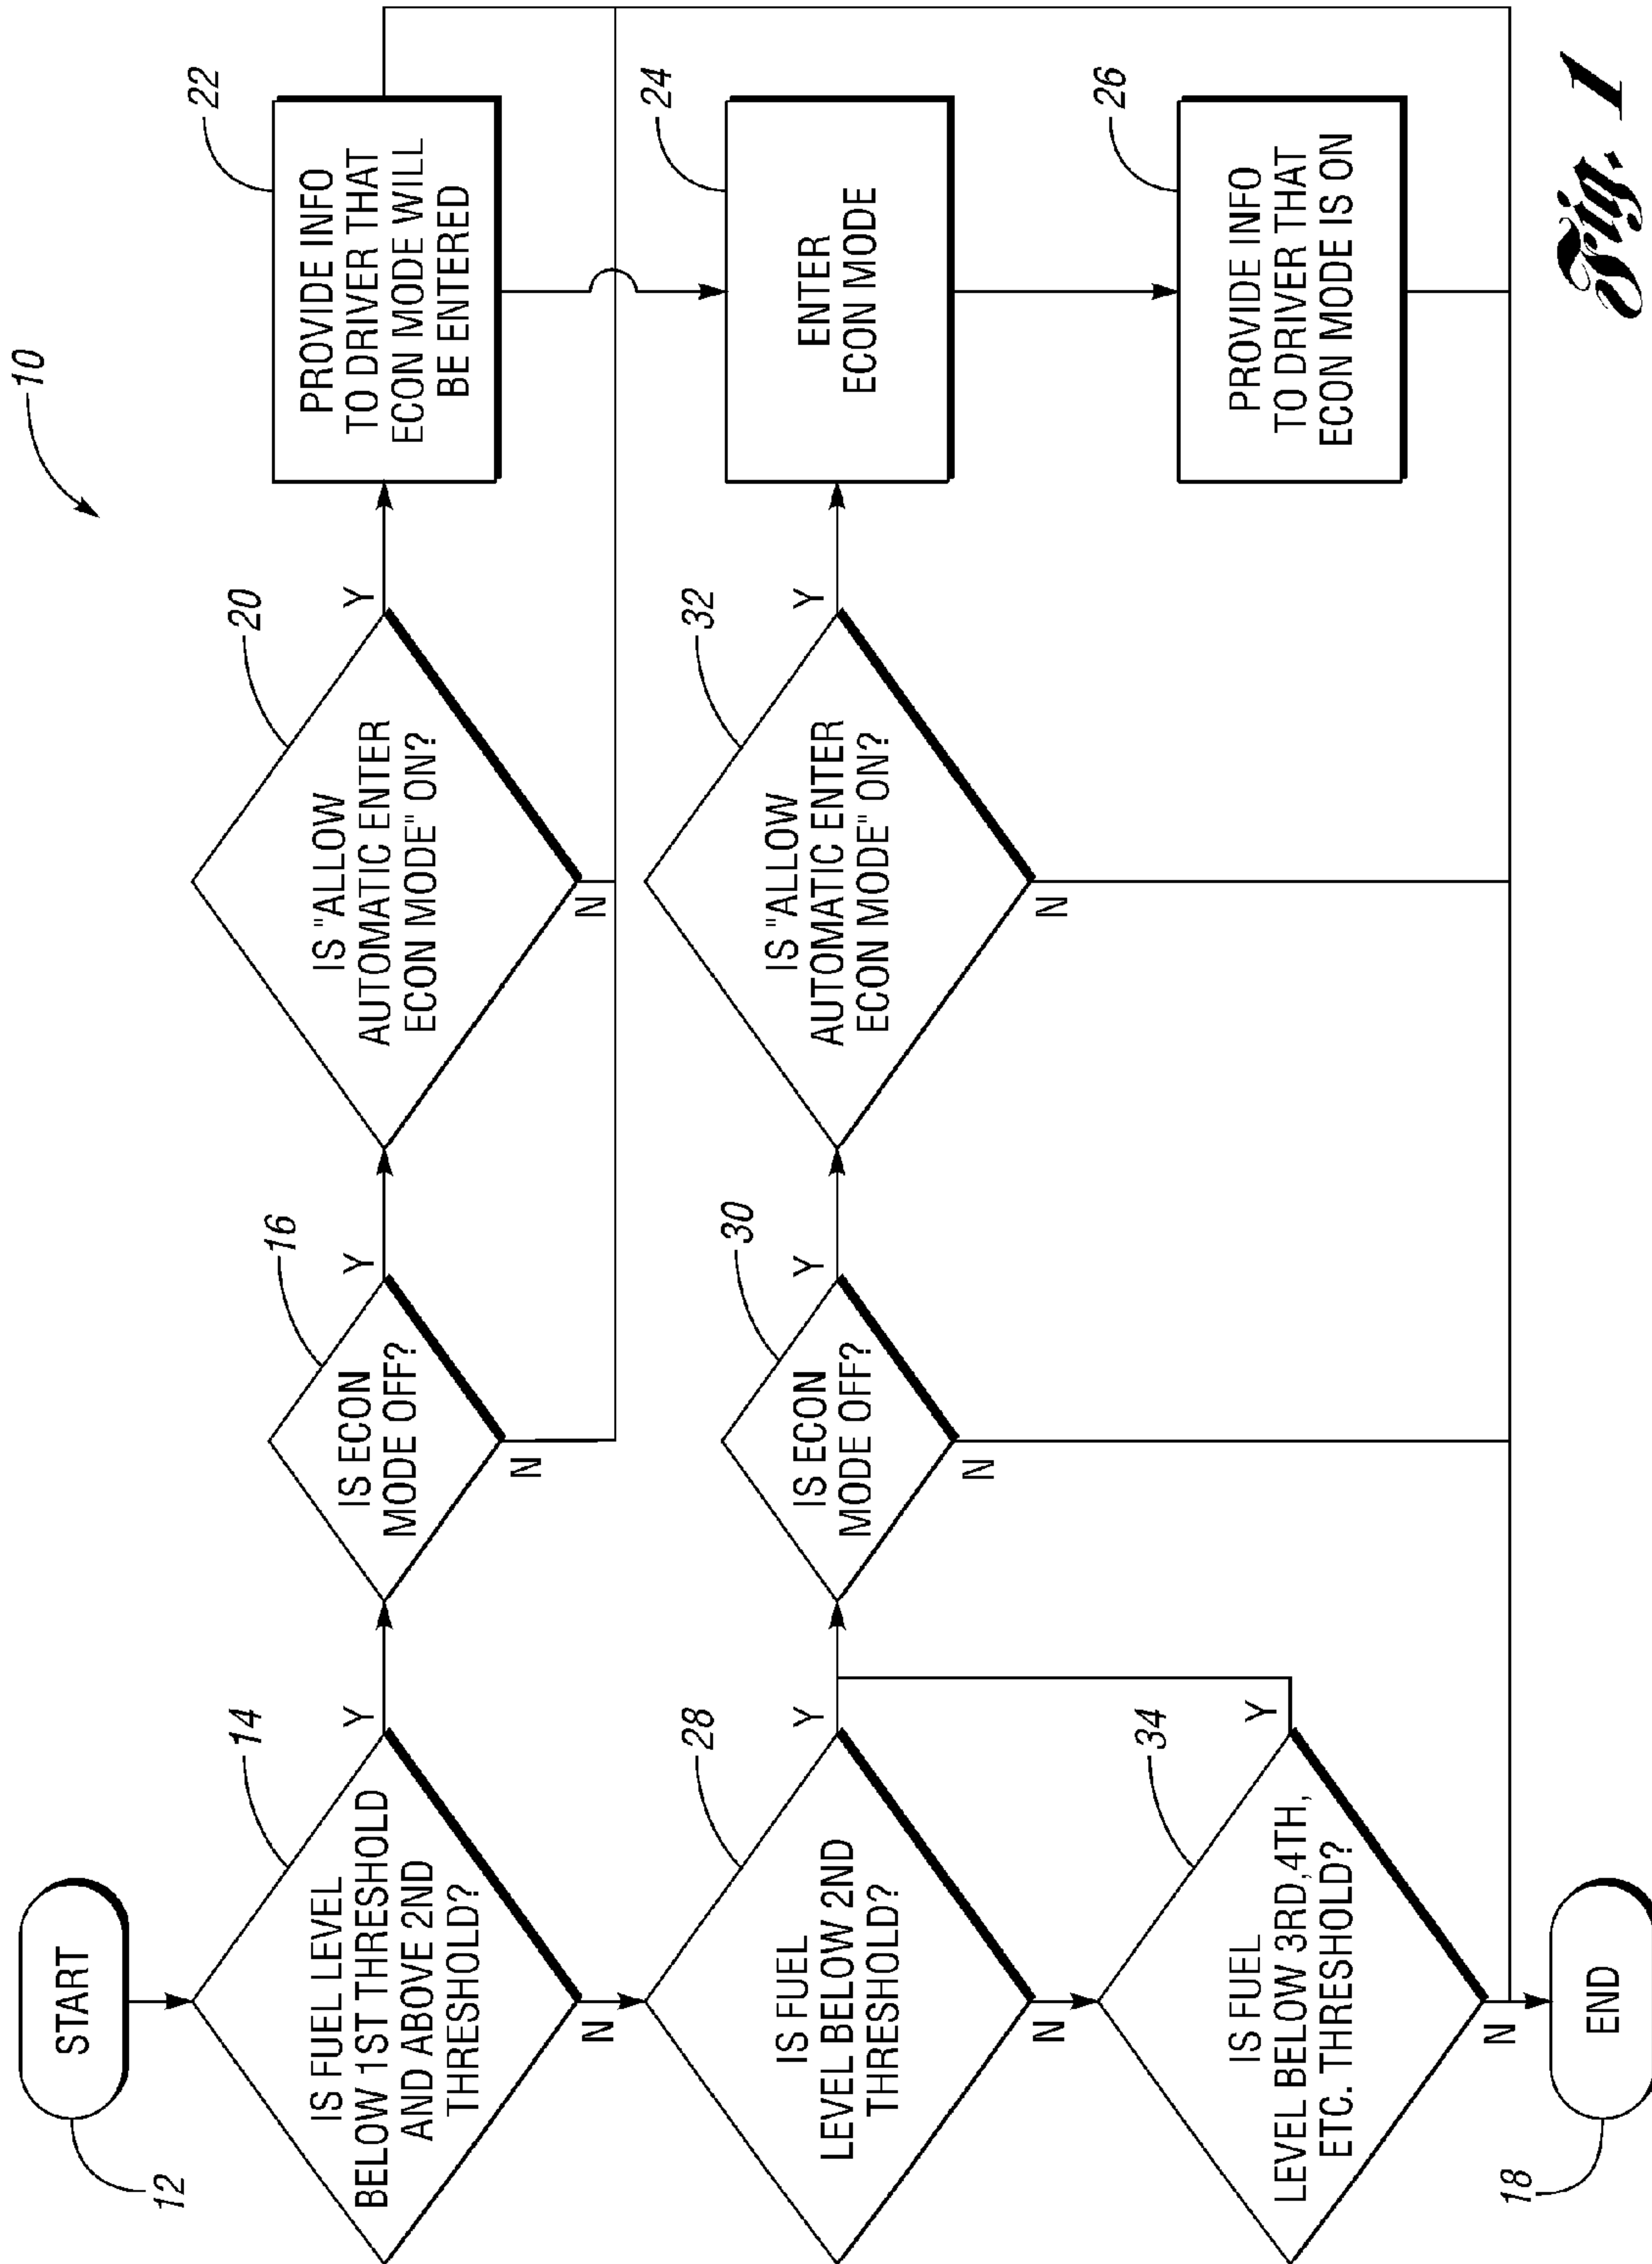 10
START
12
IS FUEL LEVEL
BELOW 1ST THRESHOLD
AND ABOVE 2ND
THRESHOLD?
14
Y
N
IS ECON
MODE OFF?
16
Y
N
IS "ALLOW
AUTOMATIC ENTER
ECON MODE" ON?
20
Y
N
PROVIDE INFO
TO DRIVER THAT
ECON MODE WILL
BE ENTERED
22
IS FUEL
LEVEL BELOW 2ND
THRESHOLD?
28
Y
N
IS ECON
MODE OFF?
30
Y
N
IS "ALLOW
AUTOMATIC ENTER
ECON MODE" ON?
32
Y
N
ENTER
ECON MODE
24
IS FUEL
LEVEL BELOW 3RD,4TH,
ETC. THRESHOLD?
34
Y
N
PROVIDE INFO
TO DRIVER THAT
ECON MODE IS ON
26
END
18
Fig. 1